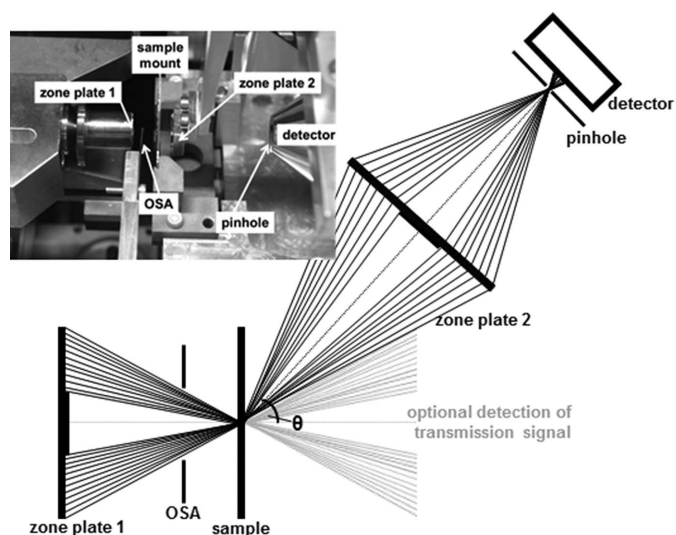 sample
mount
zone plate 1
zone plate 2
detector
OSA
pinhole
detector
pinhole
zone plate 2
θ
optional detection of
transmission signal
OSA
zone plate 1
sample